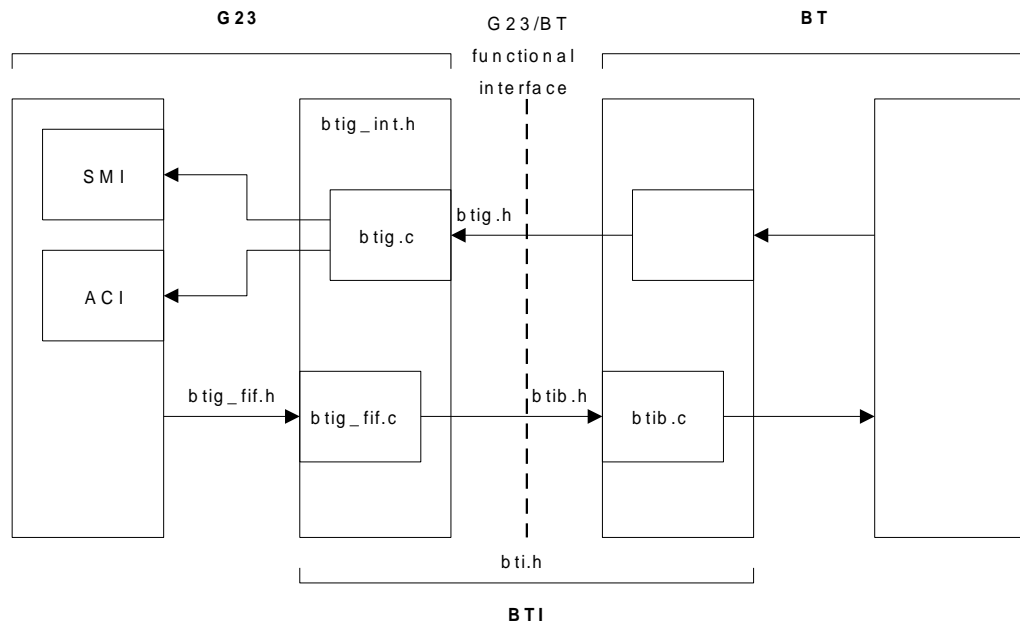 G23
G23/BT
functional
interface
BT
btig_int.h
SMI
btig.h
btig.c
ACI
btig_fif.h
btib.h
btig_fif.c
btib.c
bti.h
BTI